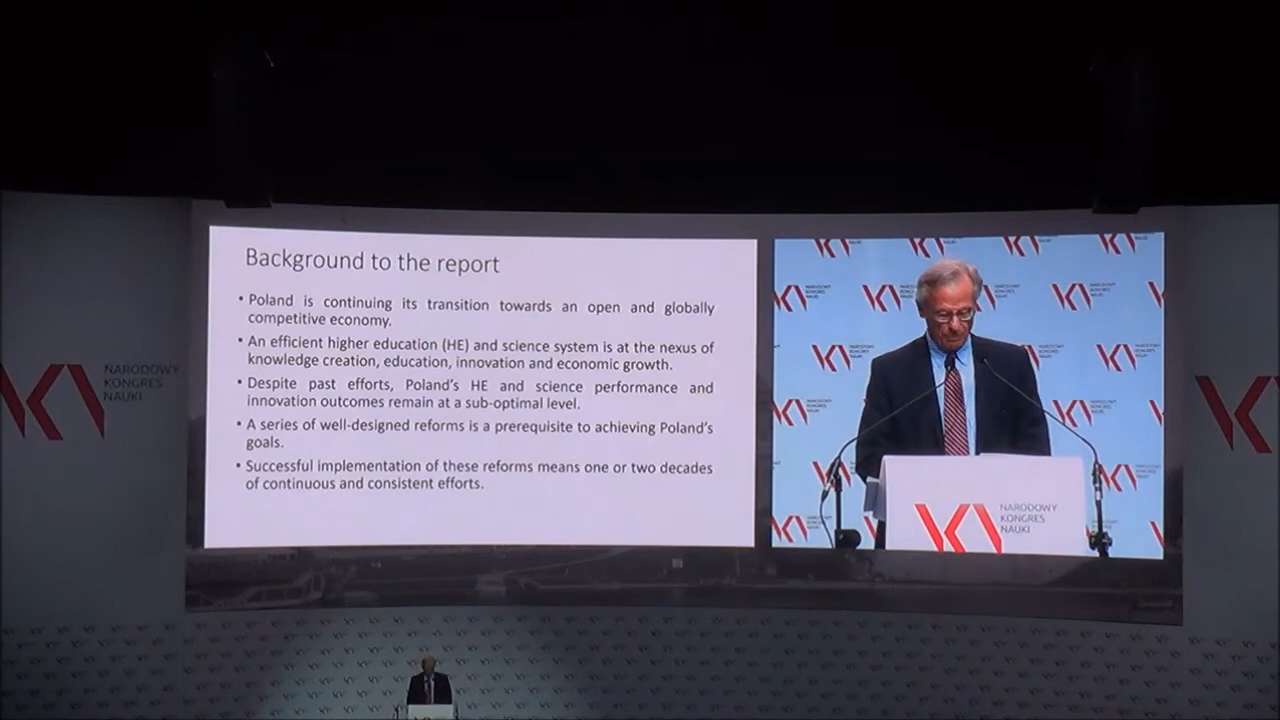 Background to the report
• Poland is continuing its transition towards an open and globally
competitive economy.
• An efficient higher education (HE) and science system is at the nexus of
knowledge creation, education, innovation and economic growth.
• Despite past efforts, Poland's HE and science performance and
innovation outcomes remain at a sub-optimal level.
• A series of well-designed reforms is a prerequisite to achieving Poland's
goals.
• Successful implementation of these reforms means one or two decades
of continuous and consistent efforts.
NARODOWY
KONGRES
NAUKI
NARODOWY
KONGRES
NAUKI